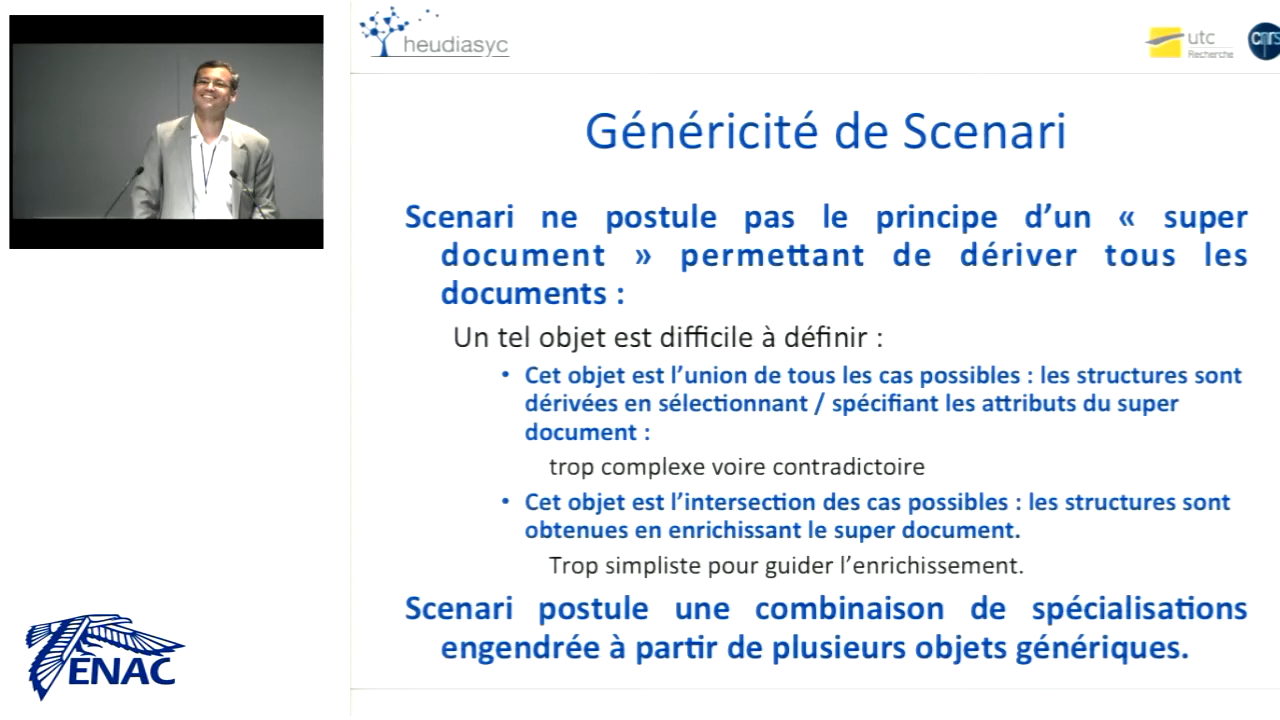 heudiasyc
utc
Recherche
cnrs
Généricité de Scenari
Scenari ne postule pas le principe d’un « super
document » permettant de dériver tous les
documents :
Un tel objet est difficile à définir :
• Cet objet est l’union de tous les cas possibles : les structures sont
dérivées en sélectionnant / spécifiant les attributs du super
document :
trop complexe voire contradictoire
• Cet objet est l’intersection des cas possibles : les structures sont
obtenues en enrichissant le super document.
Trop simpliste pour guider l’enrichissement.
Scenari postule une combinaison de spécialisations
engendrée à partir de plusieurs objets génériques.
ENAC